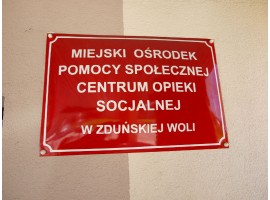 MIEJSKI OŚRODEK
POMOCY SPOŁECZNEJ
CENTRUM OPIEKI
SOCJALNEJ
W ZDUŃSKIEJ WOLI